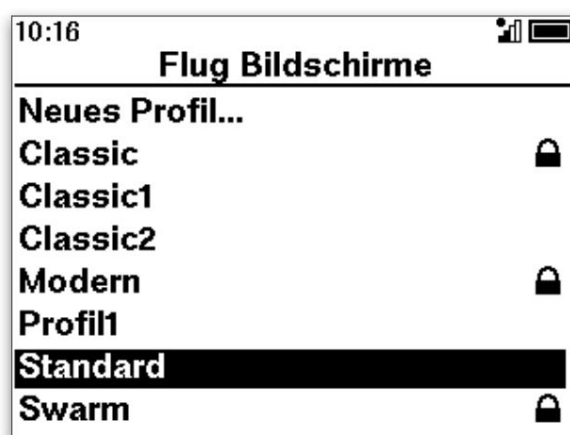 10:16
Flug Bildschirme
Neues Profil...
Classic
Classic1
Classic2
Modern
Profil1
Standard
Swarm